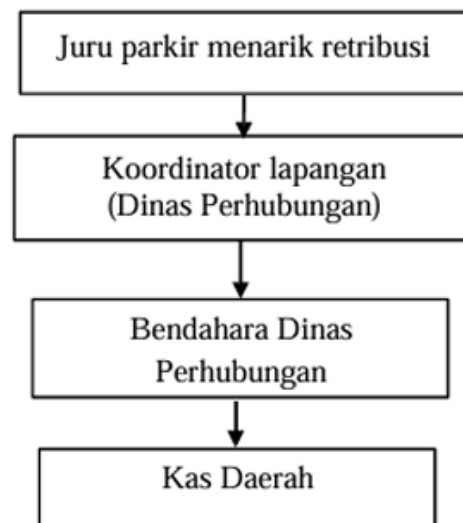 Juru parkir menarik retribusi
Koordinator lapangan
(Dinas Perhubungan)
Bendahara Dinas
Perhubungan
Kas Daerah